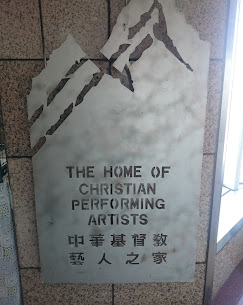 THE HOME OF
CHRISTIAN
PERFORMING
ARTISTS
中華基督教
藝人之家